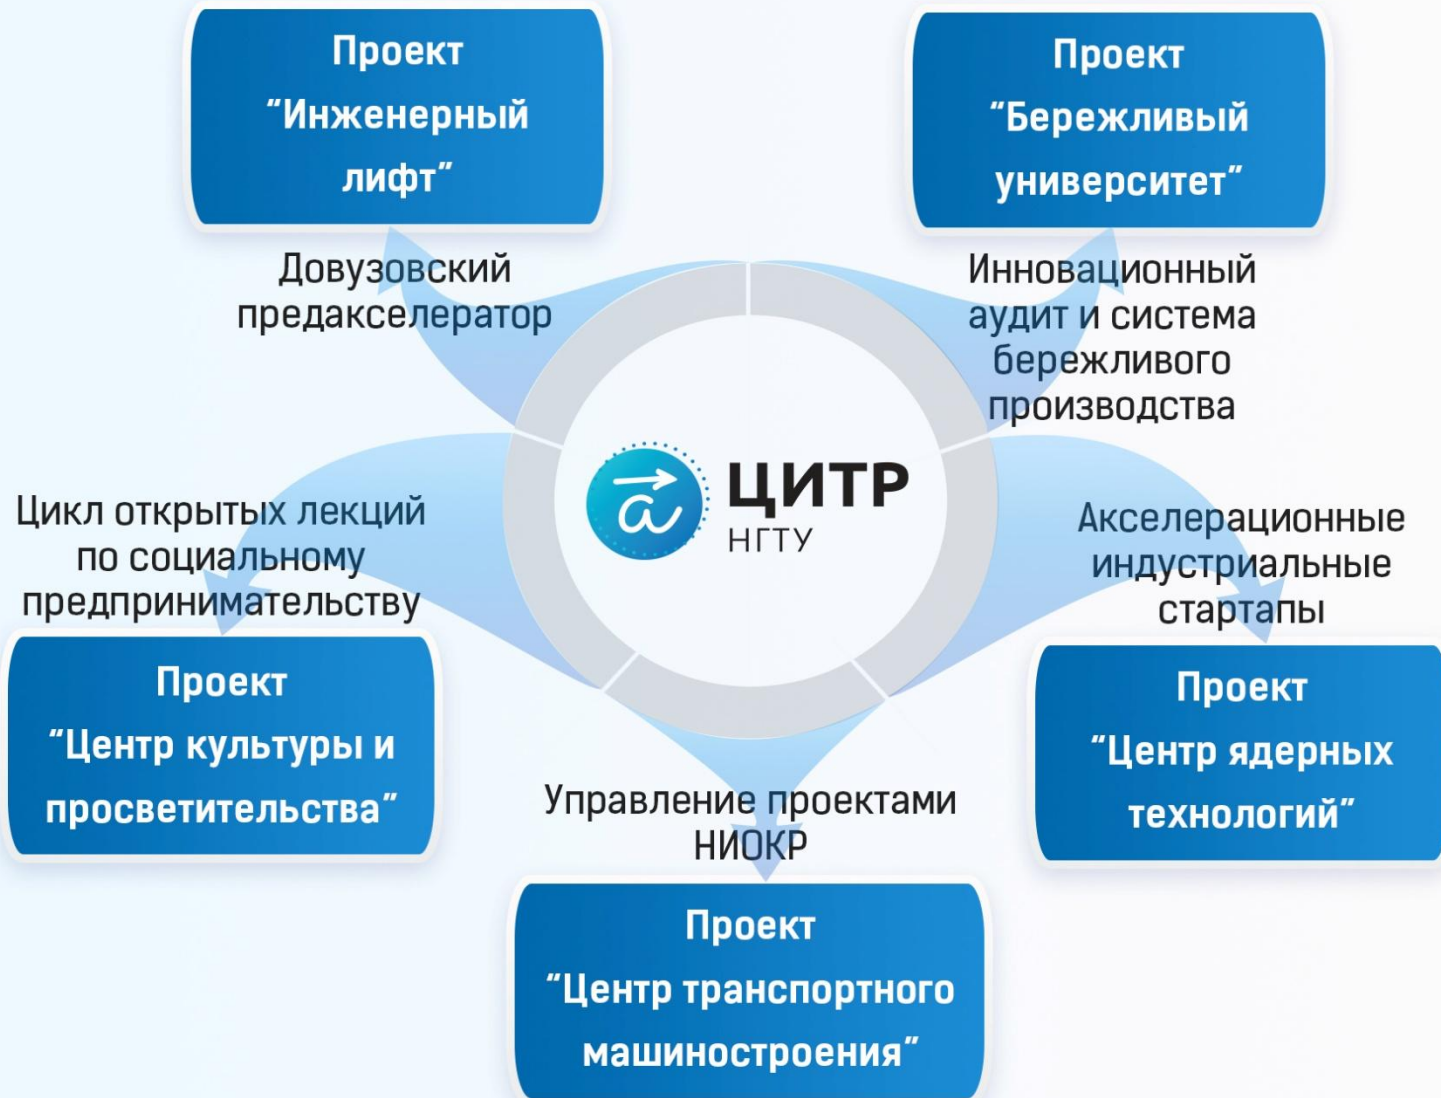 Проект
“Инженерный
лифт”
Проект
“Бережливый
университет”
Довузовский
предакселератор
Инновационный
аудит и система
бережливого
производства
a
ЦИТР
НГТУ
Цикл открытых лекций
по социальному
предпринимательству
Акселерационные
индустриальные
стартапы
Проект
“Центр культуры и
просветительства”
Проект
“Центр ядерных
технологий”
Управление проектами
НИОКР
Проект
“Центр транспортного
машиностроения”